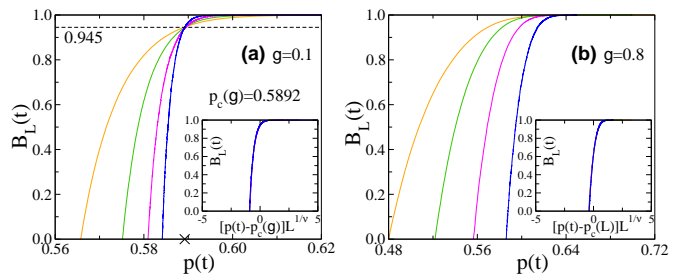 1.0
0.945
0.8
(a) g=0.1
p_c(g)=0.5892
B_L(t)
0.6
0.4
0.2
0.0
0.56 0.58 0.60 0.62
p(t)
1.0
0.8
0.6
0.4
0.2
0.0
B_L(t)
-5 0 5
[p(t)-p_c(g)]L^{1/ν}
1.0
0.8
(b) g=0.8
B_L(t)
0.6
0.4
0.2
0.0
0.48 0.56 0.64 0.72
p(t)
1.0
0.8
0.6
0.4
0.2
0.0
B_L(t)
-5 0 5
[p(t)-p_c(L)]L^{1/ν}